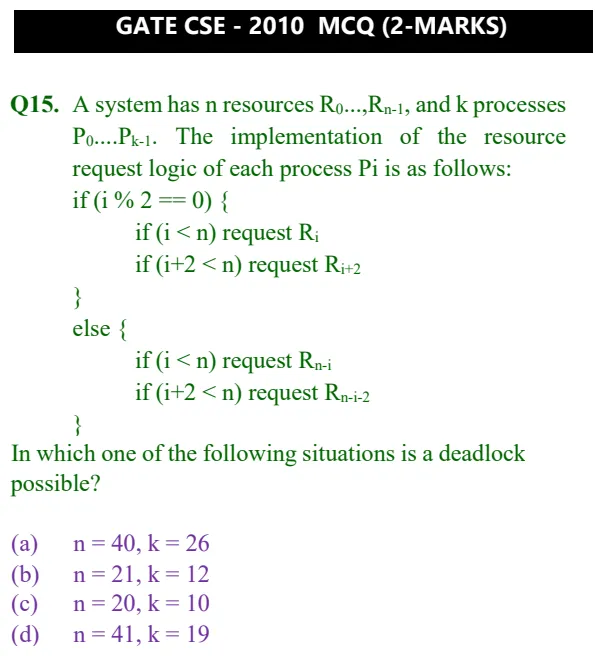 GATE CSE - 2010 MCQ (2-MARKS)
Q15. A system has n resources R₀...,Rₙ₋₁, and k processes
P₀....Pₖ₋₁. The implementation of the resource
request logic of each process Pi is as follows:
if (i % 2 == 0) {
if (i < n) request Rᵢ
if (i+2 < n) request Rᵢ₊₂
}
else {
if (i < n) request Rₙ₋ᵢ
if (i+2 < n) request Rₙ₋ᵢ₋₂
}
In which one of the following situations is a deadlock
possible?
(a) n = 40, k = 26
(b) n = 21, k = 12
(c) n = 20, k = 10
(d) n = 41, k = 19